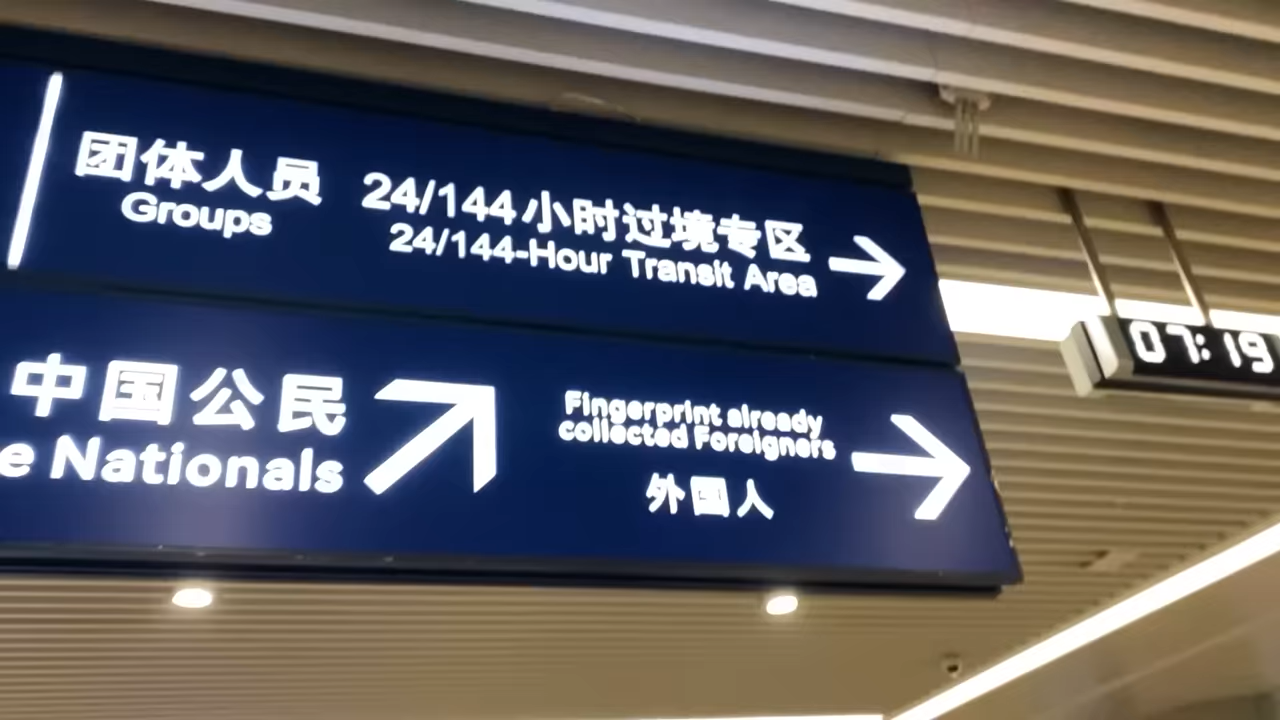 团体人员
Groups
24/144小时过境专区
24/144-Hour Transit Area
07:19
中国公民
e Nationals
Fingerprint already
collected Foreigners
外国人